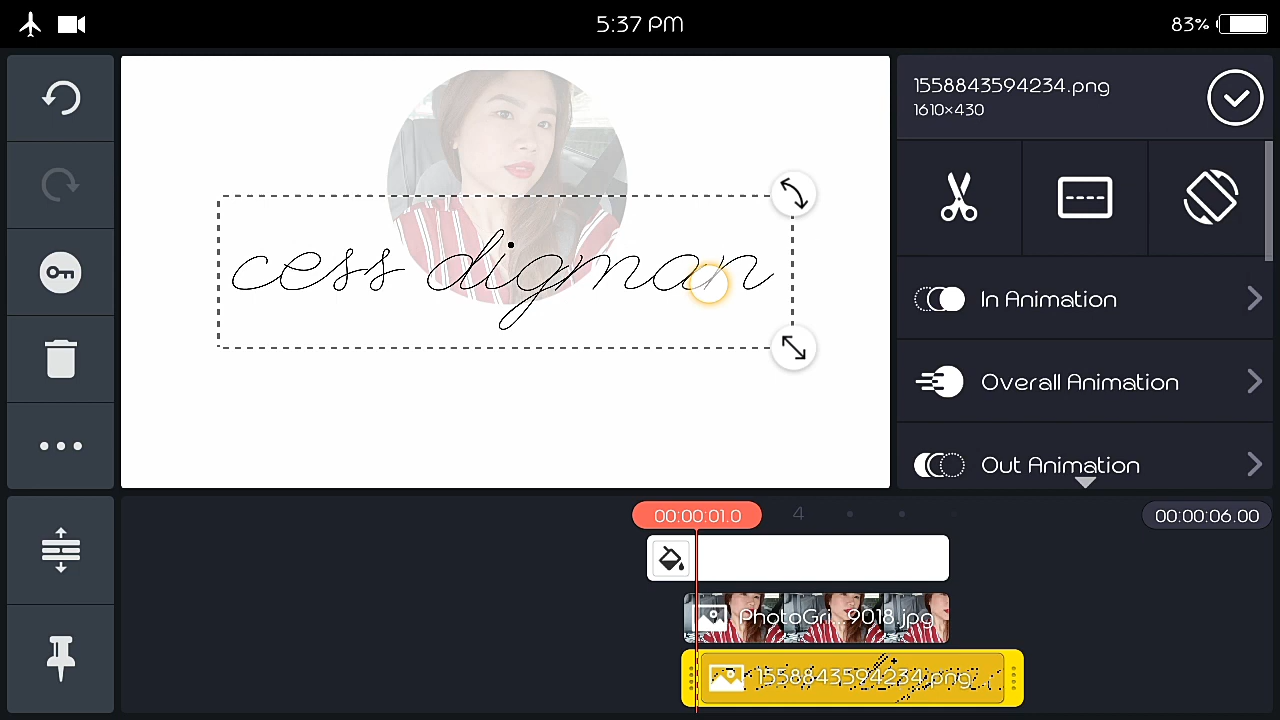 5:37 PM
83%
1558843594234.png
1610×430
cess digman
In Animation
Overall Animation
Out Animation
00:00:01.0
4
00:00:06.00
PhotoGri...9018.jpg
1558843594234.png